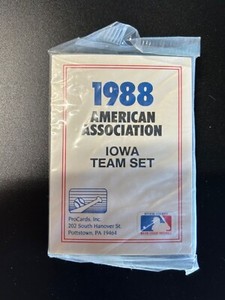 1988
AMERICAN
ASSOCIATION
IOWA
TEAM SET
ProCards, Inc.
202 South Hanover St.
Pottstown, PA 19464